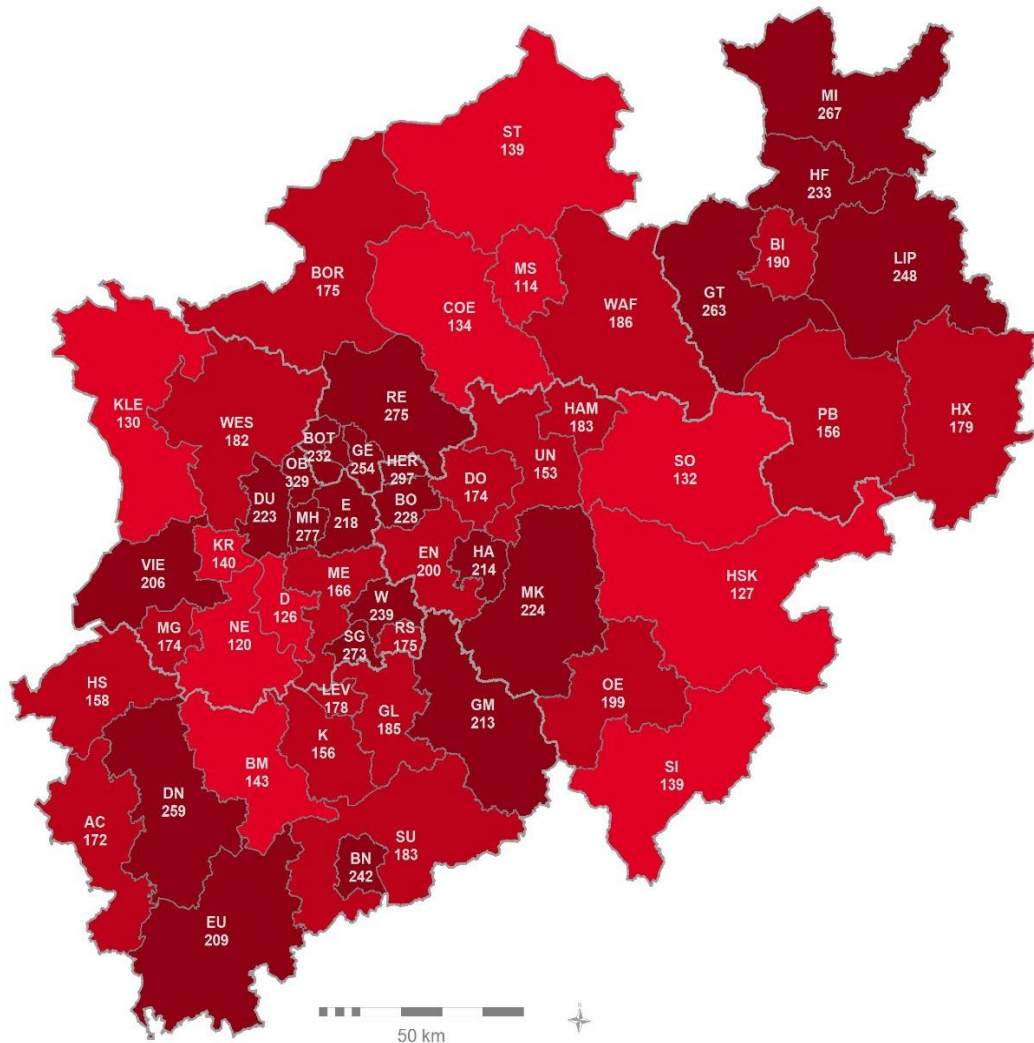 MI
267
ST
139
HF
233
BI
190
LIP
248
MS
114
BOR
175
GT
263
COE
134
WAF
186
RE
275
KLE
130
HAM
183
PB
156
HX
179
WES
182
BOT
232
GE
254
HER
297
UN
153
SO
132
OB
329
DO
174
DU
223
E
218
BO
228
MH
277
KR
140
EN
200
HA
214
VIE
206
ME
166
HSK
127
MK
224
D
126
W
239
MG
174
NE
120
SG
273
RS
175
HS
158
LEV
178
OE
199
GL
185
GM
213
K
156
BM
143
SI
139
DN
259
AC
172
SU
183
BN
242
EU
209
N
50 km